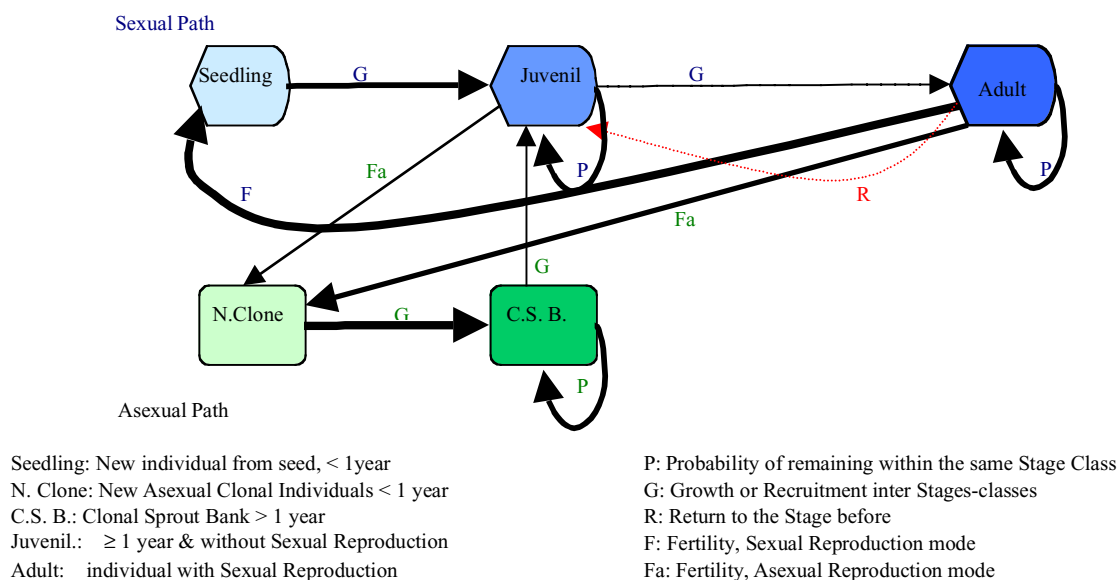 Sexual Path
Seedling
G
Juvenil
G
Adult
P
P
R
F
Fa
Fa
G
N.Clone
G
C.S. B.
P
Asexual Path
Seedling: New individual from seed, < 1year
N. Clone: New Asexual Clonal Individuals < 1 year
C.S. B.: Clonal Sprout Bank > 1 year
Juvenil.: ≥ 1 year & without Sexual Reproduction
Adult: individual with Sexual Reproduction
P: Probability of remaining within the same Stage Class
G: Growth or Recruitment inter Stages-classes
R: Return to the Stage before
F: Fertility, Sexual Reproduction mode
Fa: Fertility, Asexual Reproduction mode